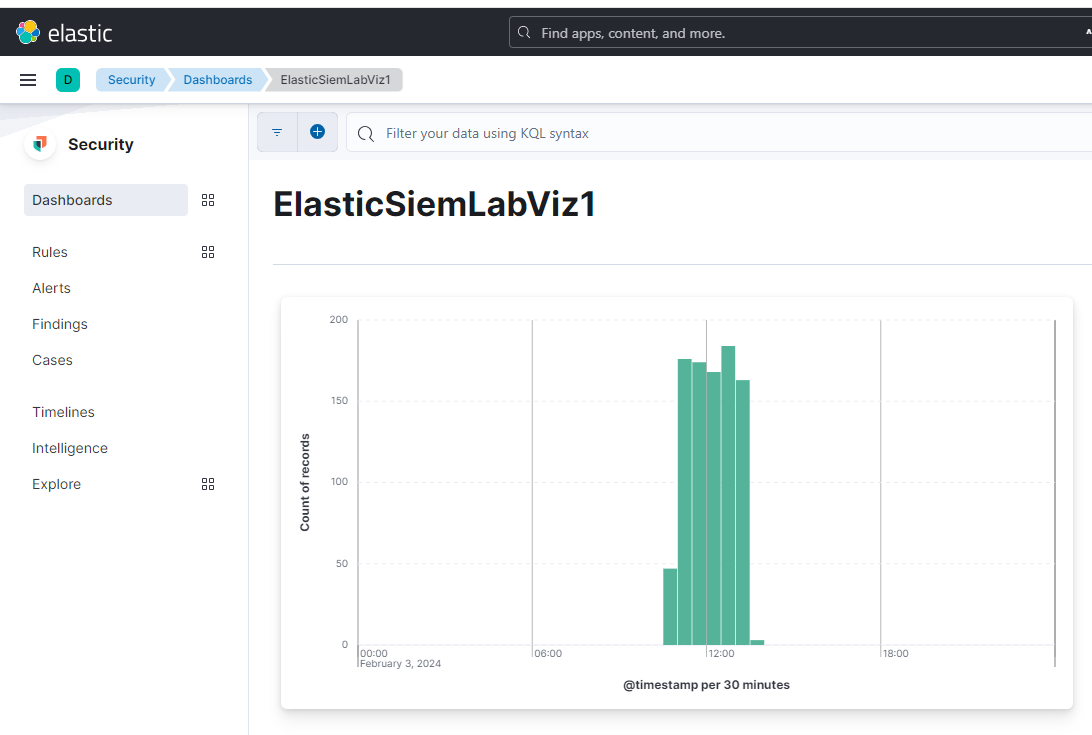 elastic
Find apps, content, and more.
D
Security
Dashboards
ElasticSiemLabViz1
Security
Filter your data using KQL syntax
Dashboards
Rules
Alerts
Findings
Cases
Timelines
Intelligence
Explore
ElasticSiemLabViz1
200
150
100
50
0
Count of records
00:00
06:00
12:00
18:00
February 3, 2024
@timestamp per 30 minutes